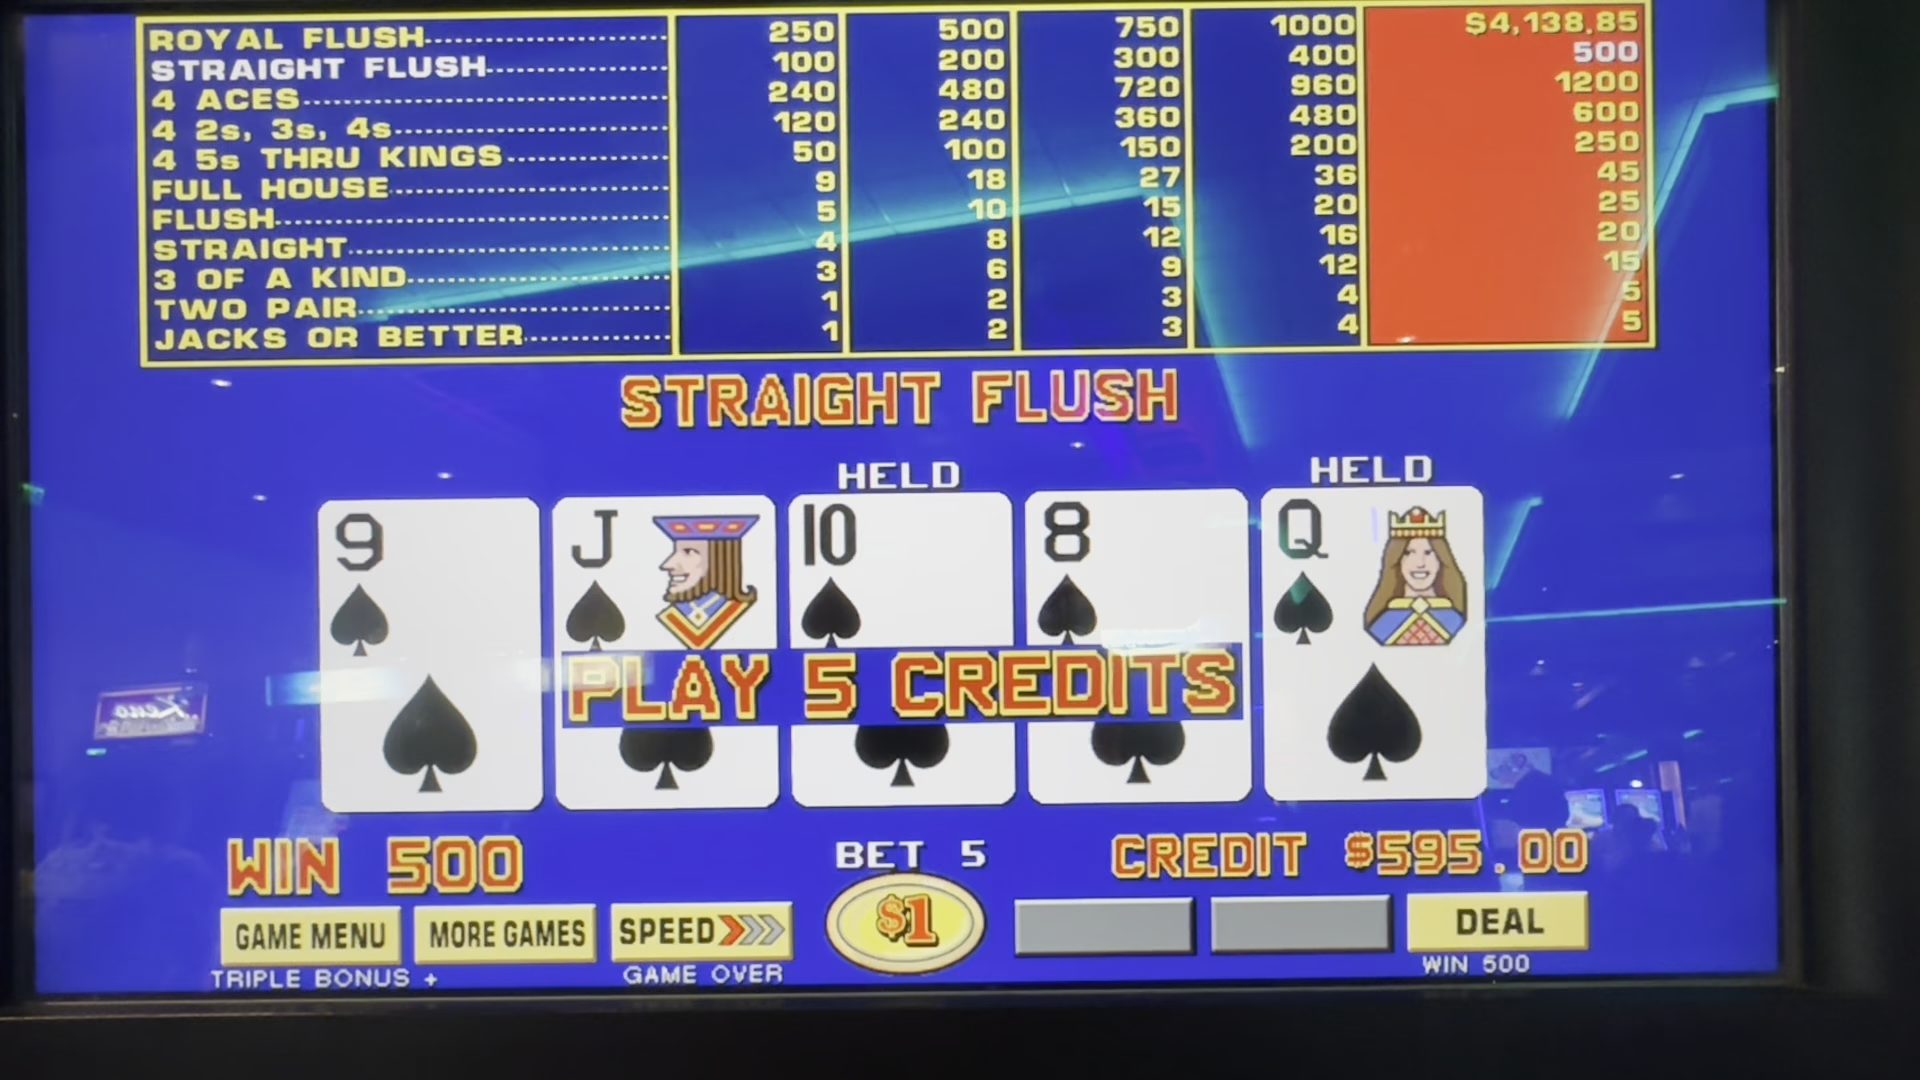 ROYAL FLUSH 250 500 750 1000 $4,138.85
STRAIGHT FLUSH 100 200 300 400 500
4 ACES 240 480 720 960 1200
4 2s, 3s, 4s 120 240 360 480 600
4 5s THRU KINGS 50 100 150 200 250
FULL HOUSE 9 18 27 36 45
FLUSH 5 10 15 20 25
STRAIGHT 4 8 12 16 20
3 OF A KIND 3 6 9 12 15
TWO PAIR 1 2 3 4 5
JACKS OR BETTER 1 2 3 4 5
STRAIGHT FLUSH
HELD HELD
9 J 10 8 Q
PLAY 5 CREDITS
WIN 500 BET 5 CREDIT $595.00
GAME MENU MORE GAMES SPEED $1 DEAL
TRIPLE BONUS + GAME OVER WIN 500